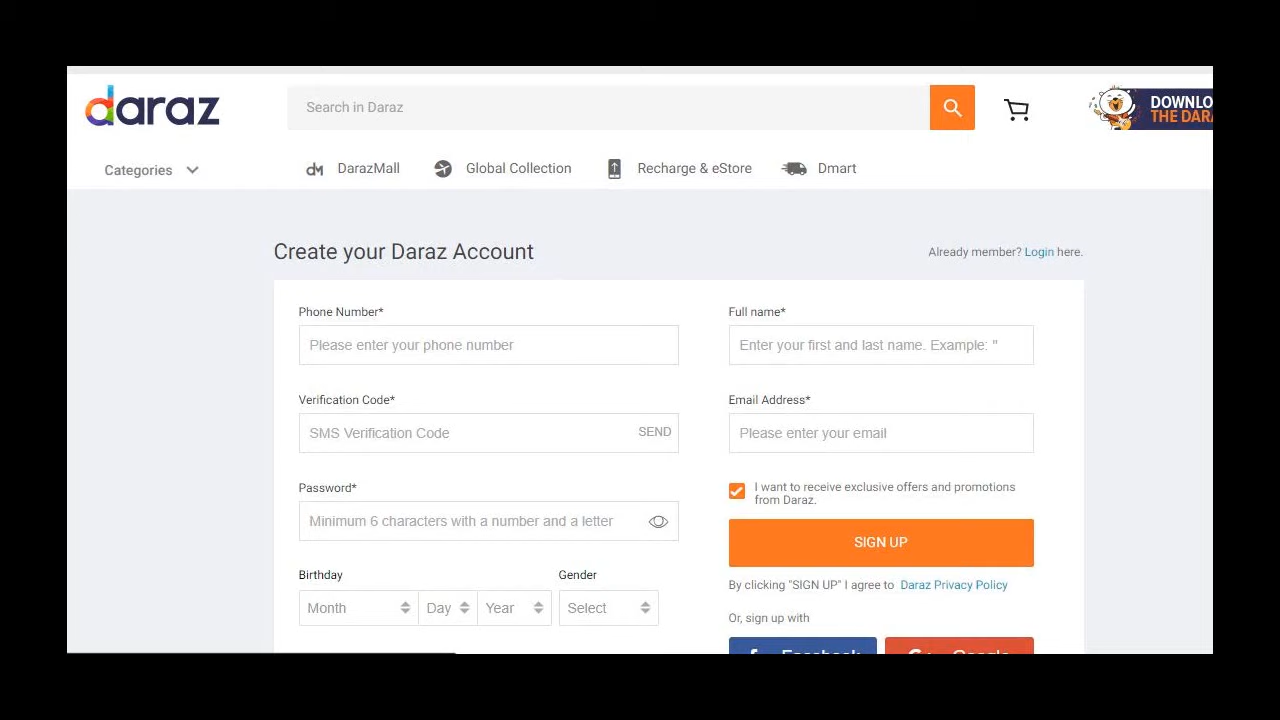 daraz
Search in Daraz
DOWNLO
THE DAR
Categories
DarazMall
Global Collection
Recharge & eStore
Dmart
Create your Daraz Account
Already member? Login here.
Phone Number*
Please enter your phone number
Verification Code*
SMS Verification Code
SEND
Password*
Minimum 6 characters with a number and a letter
Birthday
Gender
Month
Day
Year
Select
Full name*
Enter your first and last name. Example: "
Email Address*
Please enter your email
I want to receive exclusive offers and promotions
from Daraz.
SIGN UP
By clicking "SIGN UP" I agree to Daraz Privacy Policy
Or, sign up with
Facebook
Google